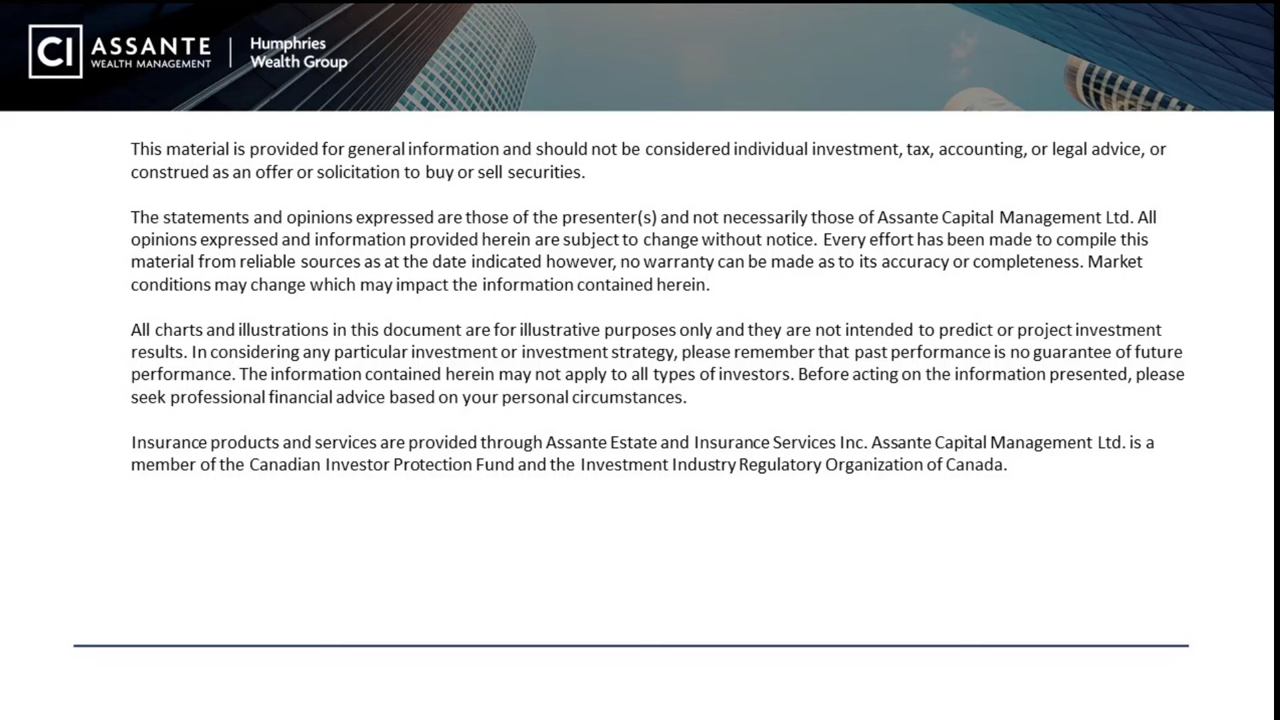 CI ASSANTE WEALTH MANAGEMENT | Humphries Wealth Group
This material is provided for general information and should not be considered individual investment, tax, accounting, or legal advice, or
construed as an offer or solicitation to buy or sell securities.
The statements and opinions expressed are those of the presenter(s) and not necessarily those of Assante Capital Management Ltd. All
opinions expressed and information provided herein are subject to change without notice. Every effort has been made to compile this
material from reliable sources as at the date indicated however, no warranty can be made as to its accuracy or completeness. Market
conditions may change which may impact the information contained herein.
All charts and illustrations in this document are for illustrative purposes only and they are not intended to predict or project investment
results. In considering any particular investment or investment strategy, please remember that past performance is no guarantee of future
performance. The information contained herein may not apply to all types of investors. Before acting on the information presented, please
seek professional financial advice based on your personal circumstances.
Insurance products and services are provided through Assante Estate and Insurance Services Inc. Assante Capital Management Ltd. is a
member of the Canadian Investor Protection Fund and the Investment Industry Regulatory Organization of Canada.